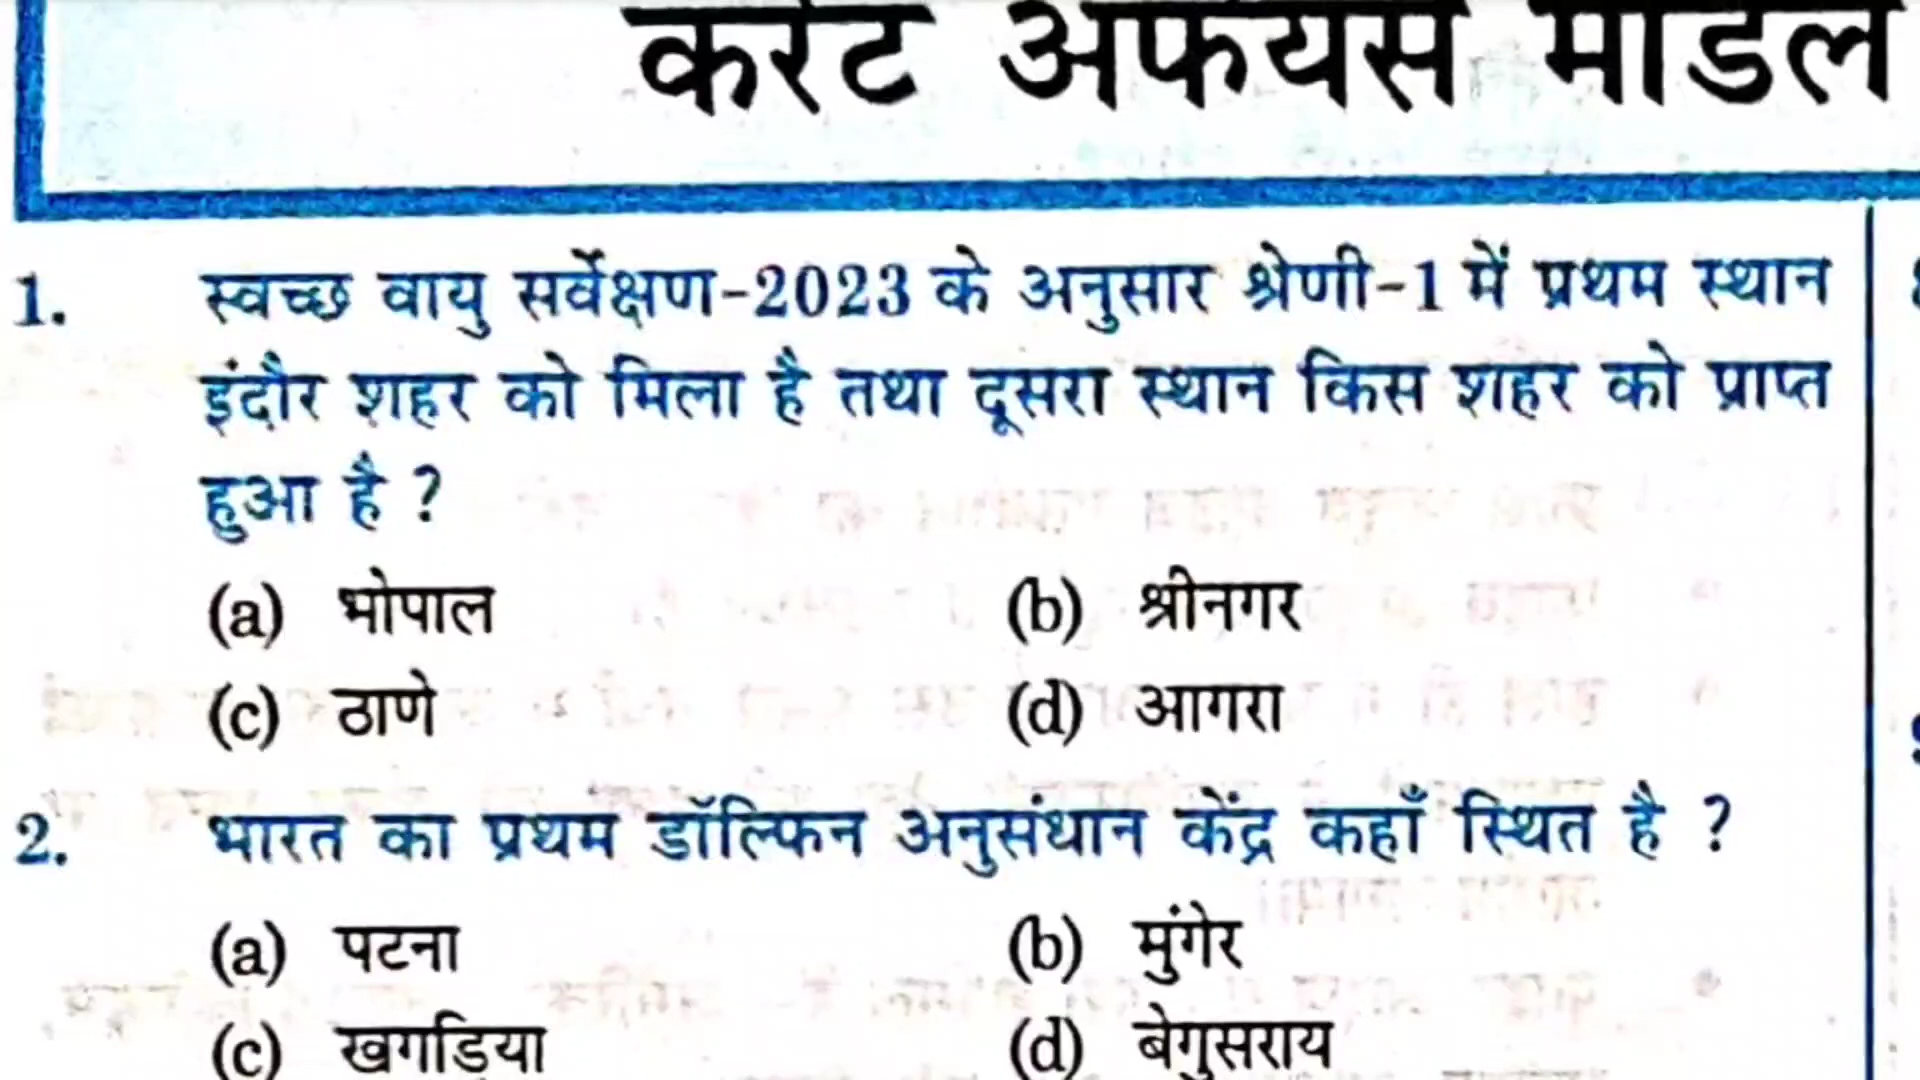 करेंट अफेयर्स मॉडल
1. स्वच्छ वायु सर्वेक्षण-2023 के अनुसार श्रेणी-1 में प्रथम स्थान
इंदौर शहर को मिला है तथा दूसरा स्थान किस शहर को प्राप्त
हुआ है ?
(a) भोपाल (b) श्रीनगर
(c) ठाणे (d) आगरा
2. भारत का प्रथम डॉल्फिन अनुसंधान केंद्र कहाँ स्थित है ?
(a) पटना (b) मुंगेर
(c) खगड़िया (d) बेगुसराय